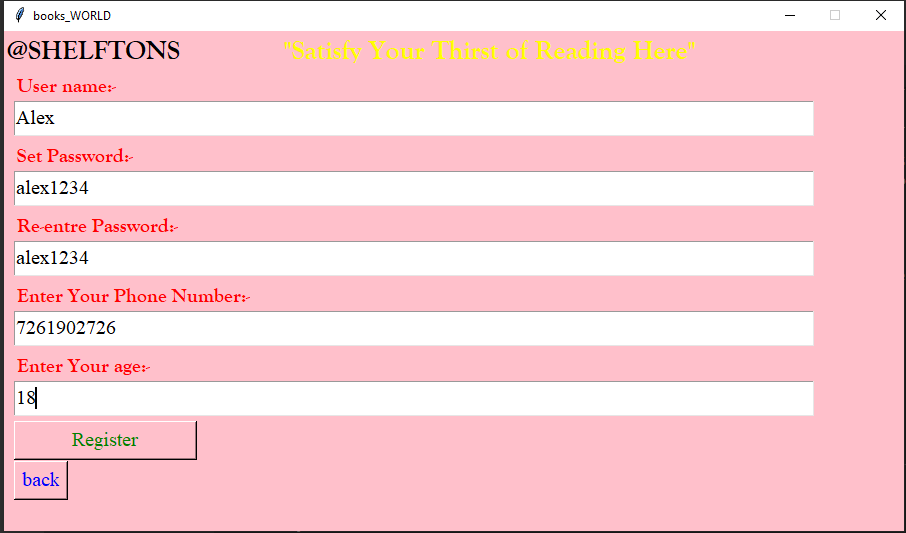 books_WORLD
@SHELFTONS "Satisfy Your Thirst of Reading Here"
User name:-
Alex
Set Password:-
alex1234
Re-entre Password:-
alex1234
Enter Your Phone Number:-
7261902726
Enter Your age:-
18
Register
back